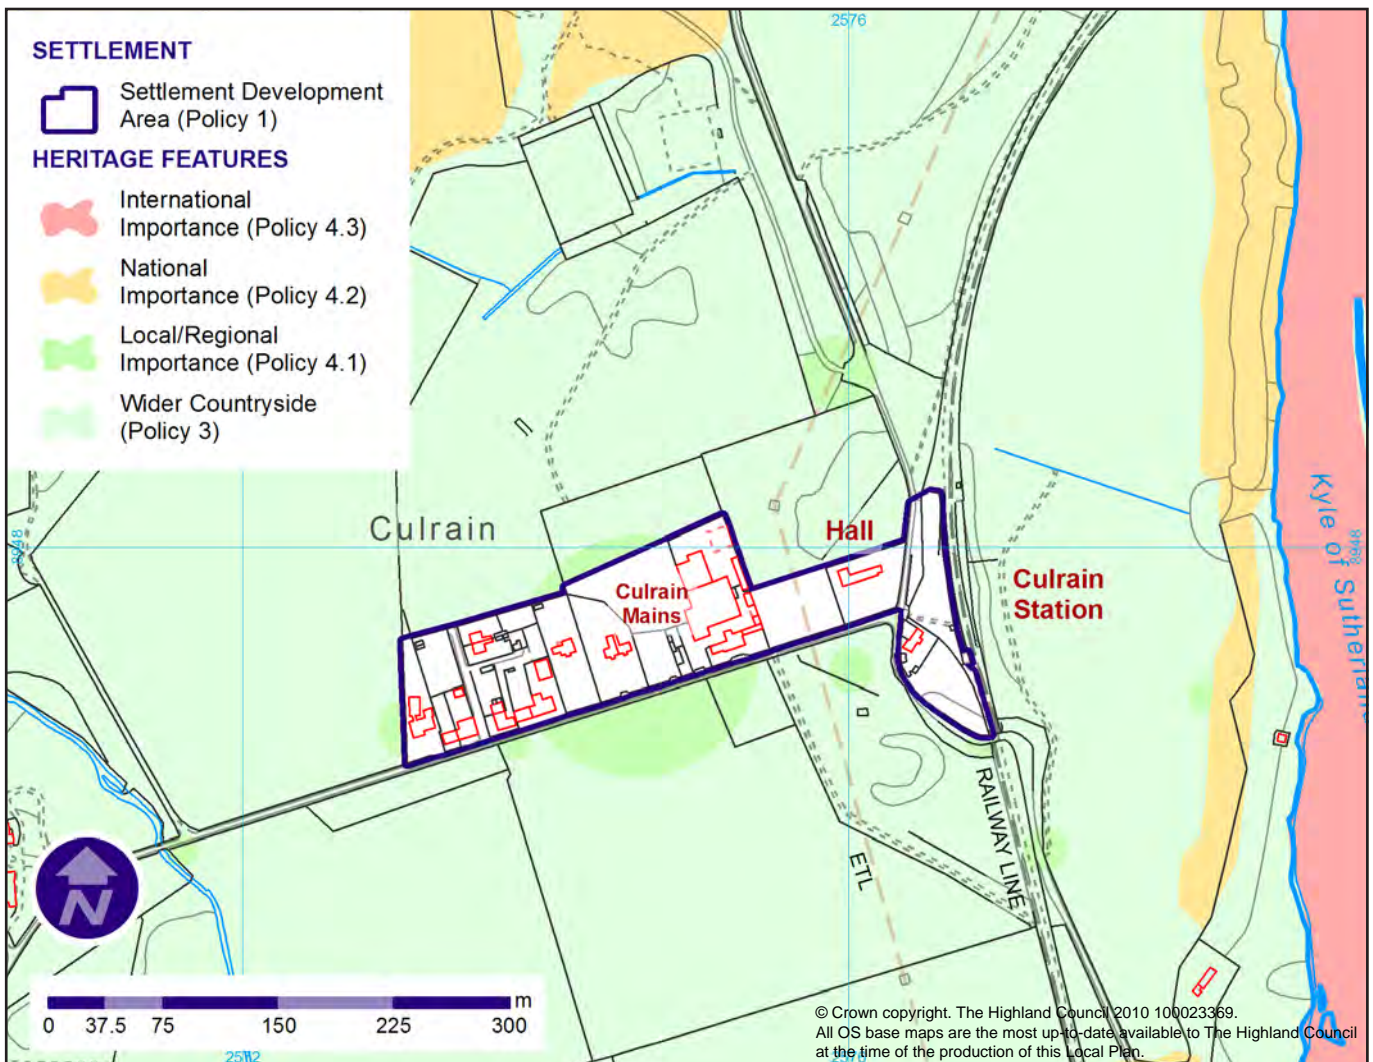 SETTLEMENT
Settlement Development
Area (Policy 1)
HERITAGE FEATURES
International
Importance (Policy 4.3)
National
Importance (Policy 4.2)
Local/Regional
Importance (Policy 4.1)
Wider Countryside
(Policy 3)
2576
Culrain
8948
Hall
Culrain
Mains
Culrain
Station
Kyle of Sutherlan
8948
RAILWAY LINE
ETL
N
m
0 37.5 75 150 225 300
© Crown copyright. The Highland Council 2010 100023369.
All OS base maps are the most up-to-date available to The Highland Council
at the time of the production of this Local Plan.